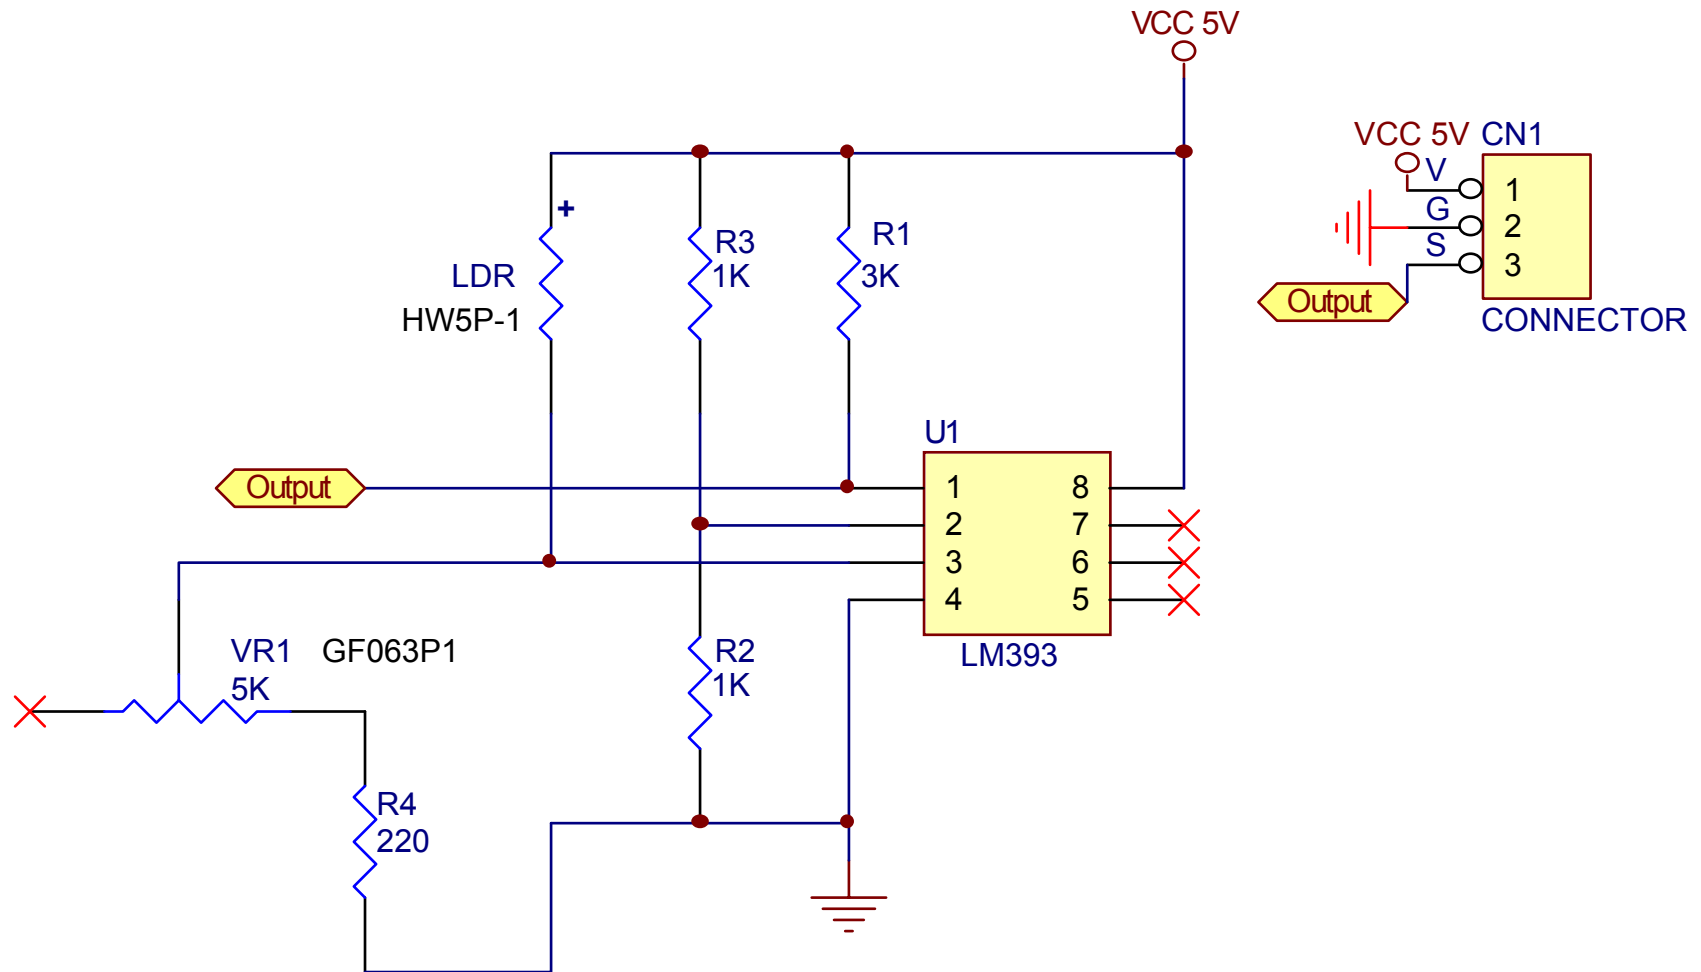 VCC 5V
VCC 5V CN1
V
1
G
2
S
3
Output
CONNECTOR
+
LDR
HW5P-1
R3
1K
R1
3K
U1
Output
1 8
2 7
3 6
4 5
LM393
VR1 GF063P1
5K
R2
1K
R4
220